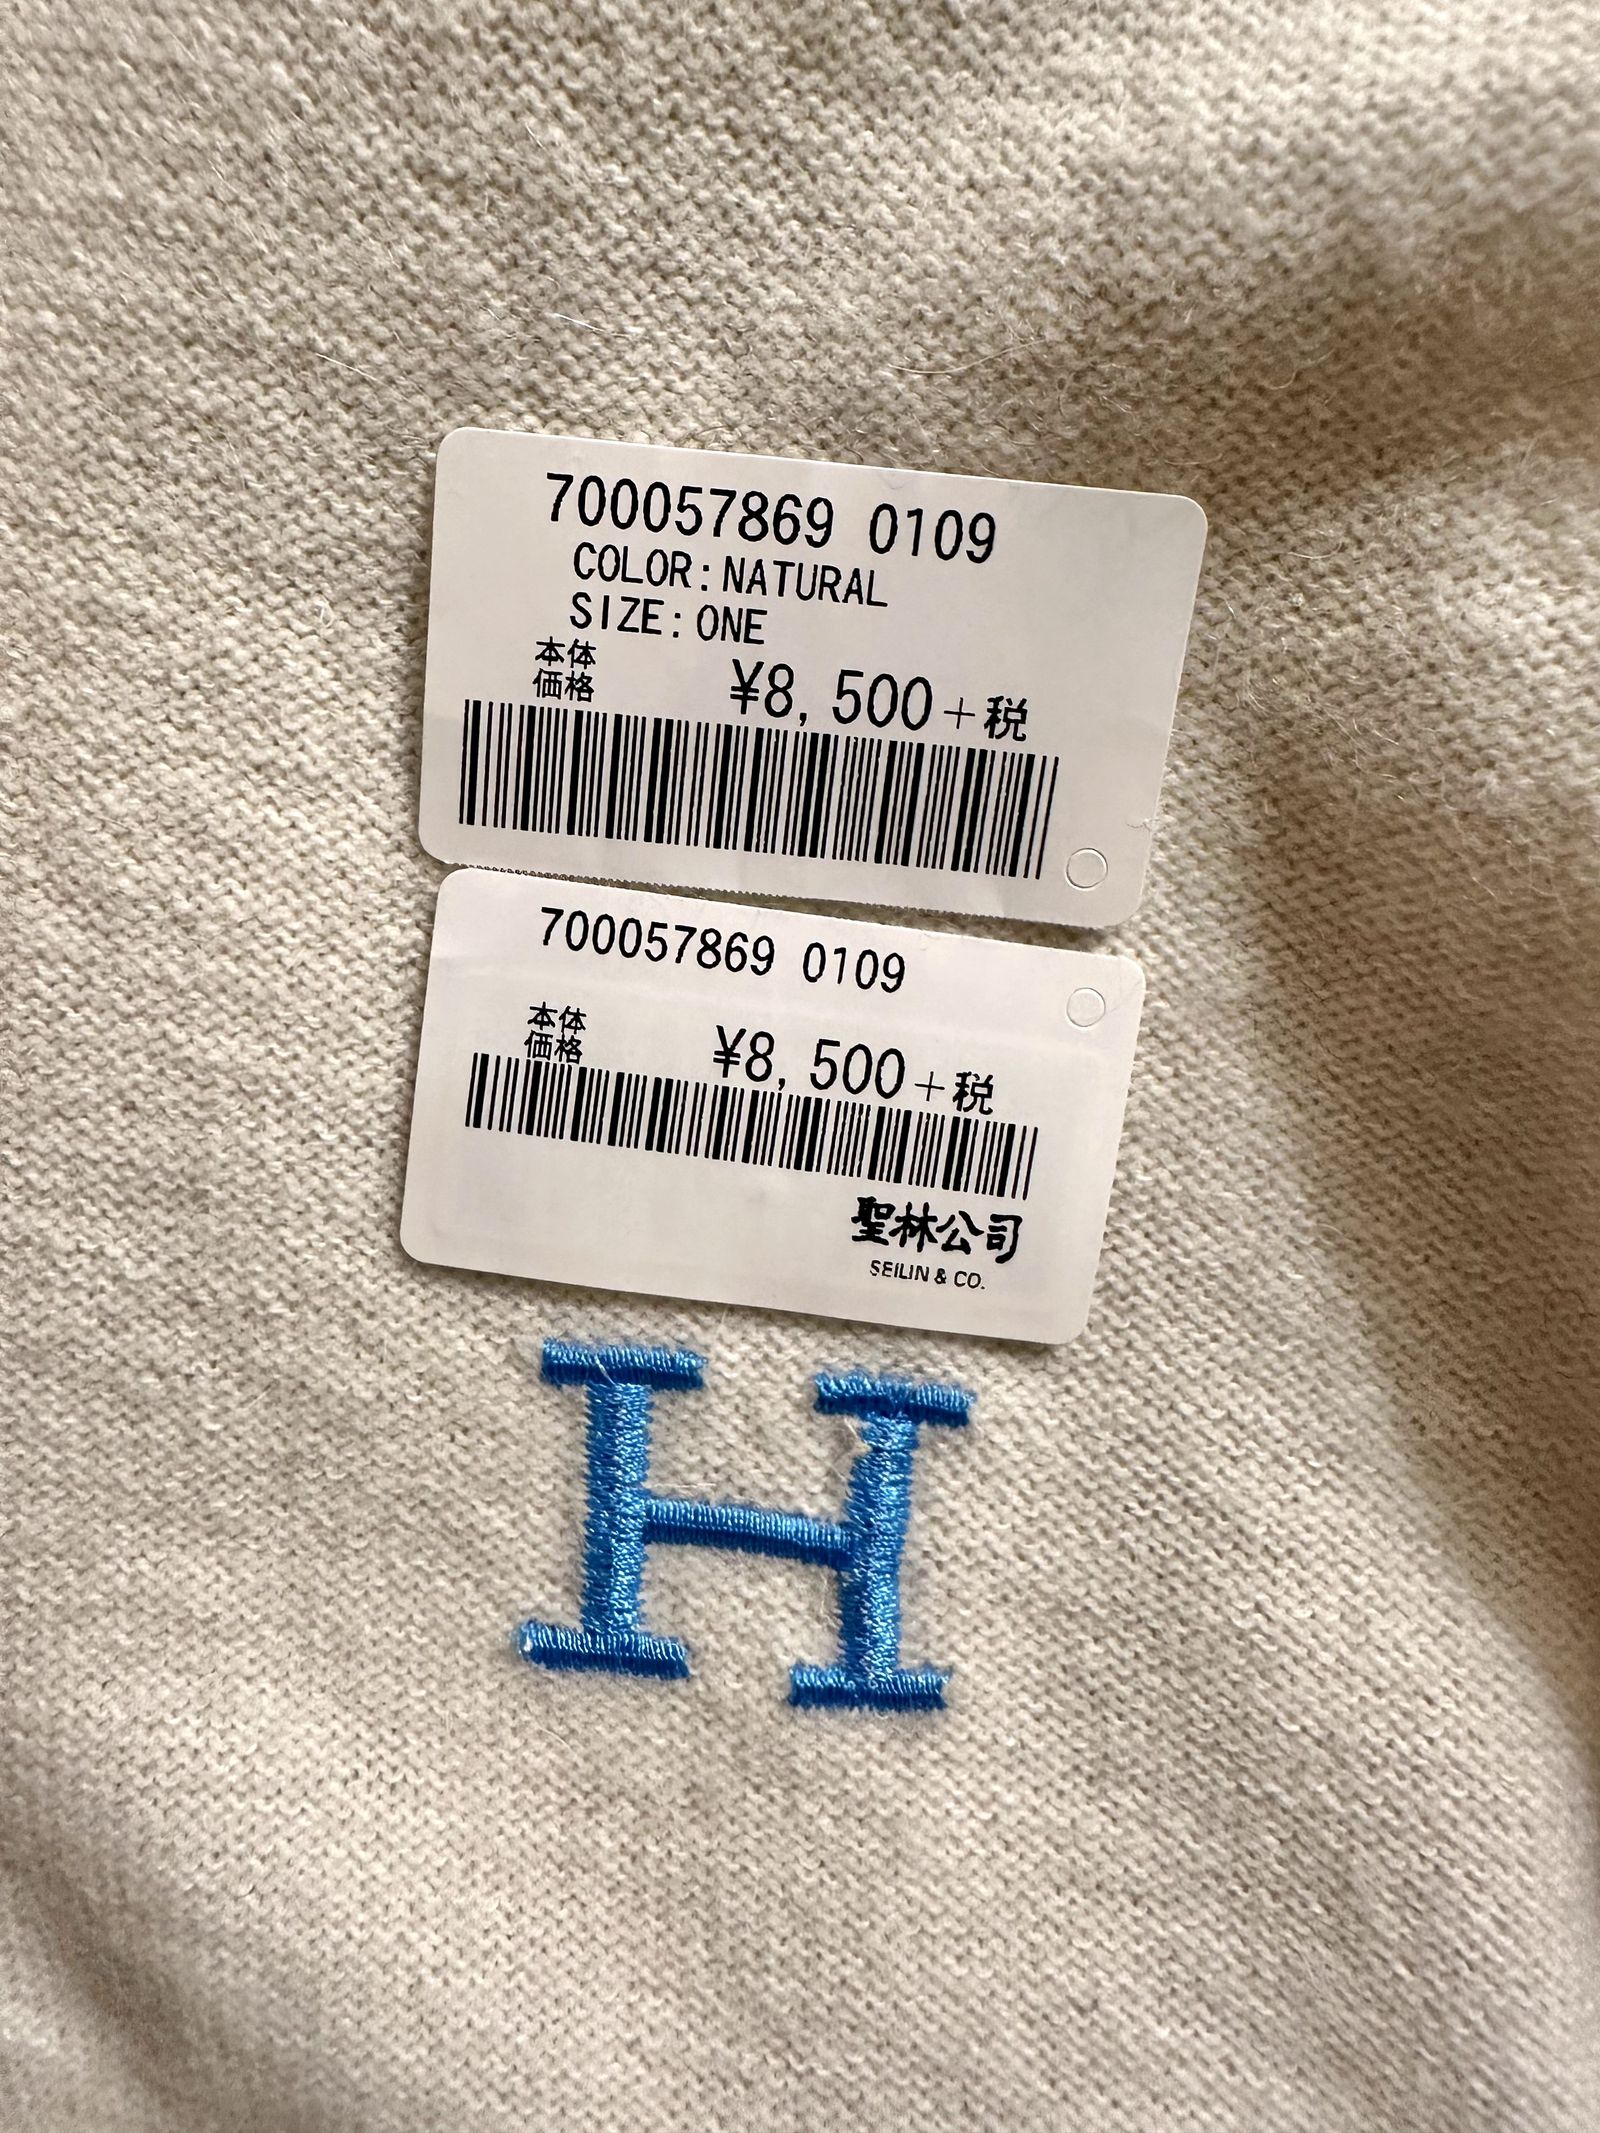 700057869 0109
COLOR:NATURAL
SIZE:ONE
本体
価格
¥8,500+税
700057869 0109
本体
価格
¥8,500+税
聖林公司
SEILIN & CO.
H